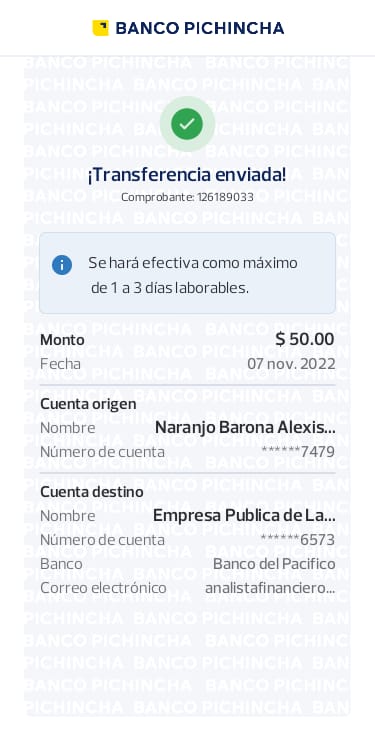 BANCO PICHINCHA
¡Transferencia enviada!
Comprobante: 126189033
Se hará efectiva como máximo
de 1 a 3 días laborables.
Monto $ 50.00
Fecha 07 nov. 2022
Cuenta origen
Nombre Naranjo Barona Alexis...
Número de cuenta ******7479
Cuenta destino
Nombre Empresa Publica de La...
Número de cuenta ******6573
Banco Banco del Pacifico
Correo electrónico analistafinanciero...